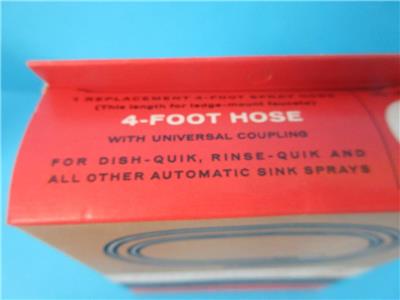 1 REPLACEMENT 4-FOOT SPRAY HOSE
(This length for ledge-mount faucets)
4-FOOT HOSE
WITH UNIVERSAL COUPLING
FOR DISH-QUIK, RINSE-QUIK AND
ALL OTHER AUTOMATIC SINK SPRAYS